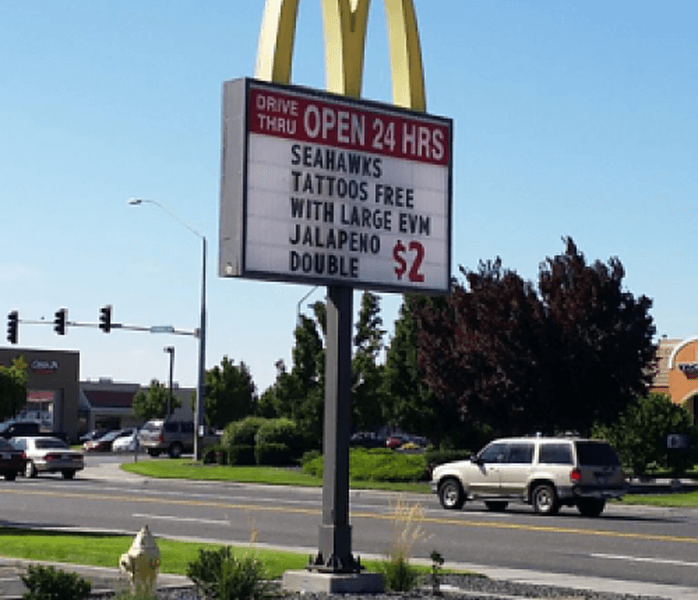 DRIVE THRU OPEN 24 HRS
SEAHAWKS
TATTOOS FREE
WITH LARGE EVM
JALAPENO
DOUBLE $2